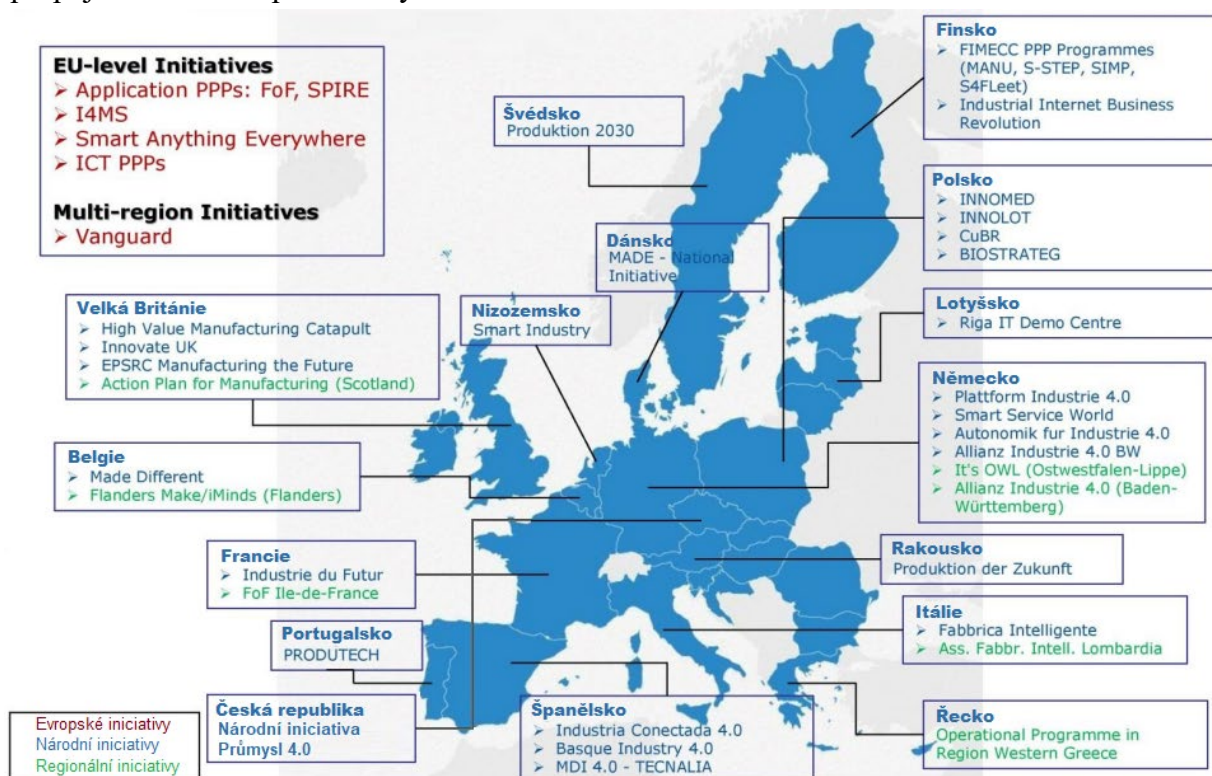 EU-level Initiatives
➢ Application PPPs: FoF, SPIRE
➢ I4MS
➢ Smart Anything Everywhere
➢ ICT PPPs
Multi-region Initiatives
➢ Vanguard
Finsko
➢ FIMECC PPP Programmes
(MANU, S-STEP, SIMP,
S4FLeet)
➢ Industrial Internet Business
Revolution
Švédsko
Produktion 2030
Polsko
➢ INNOMED
➢ INNOLOT
➢ CuBR
➢ BIOSTRATEG
Dánsko
MADE - National
Initiative
Velká Británie
➢ High Value Manufacturing Catapult
➢ Innovate UK
➢ EPSRC Manufacturing the Future
➢ Action Plan for Manufacturing (Scotland)
Nizozemsko
Smart Industry
Lotyšsko
➢ Riga IT Demo Centre
Německo
➢ Plattform Industrie 4.0
➢ Smart Service World
➢ Autonomik fur Industrie 4.0
➢ Allianz Industrie 4.0 BW
➢ It's OWL (Ostwestfalen-Lippe)
➢ Allianz Industrie 4.0 (Baden-
Württemberg)
Belgie
➢ Made Different
➢ Flanders Make/iMinds (Flanders)
Francie
➢ Industrie du Futur
➢ FoF Ile-de-France
Rakousko
Produktion der Zukunft
Itálie
➢ Fabbrica Intelligente
➢ Ass. Fabbr. Intell. Lombardia
Portugalsko
PRODUTECH
Česká republika
Národní iniciativa
Průmysl 4.0
Španělsko
➢ Industria Conectada 4.0
➢ Basque Industry 4.0
➢ MDI 4.0 - TECNALIA
Řecko
Operational Programme in
Region Western Greece
Evropské iniciativy
Národní iniciativy
Regionální iniciativy